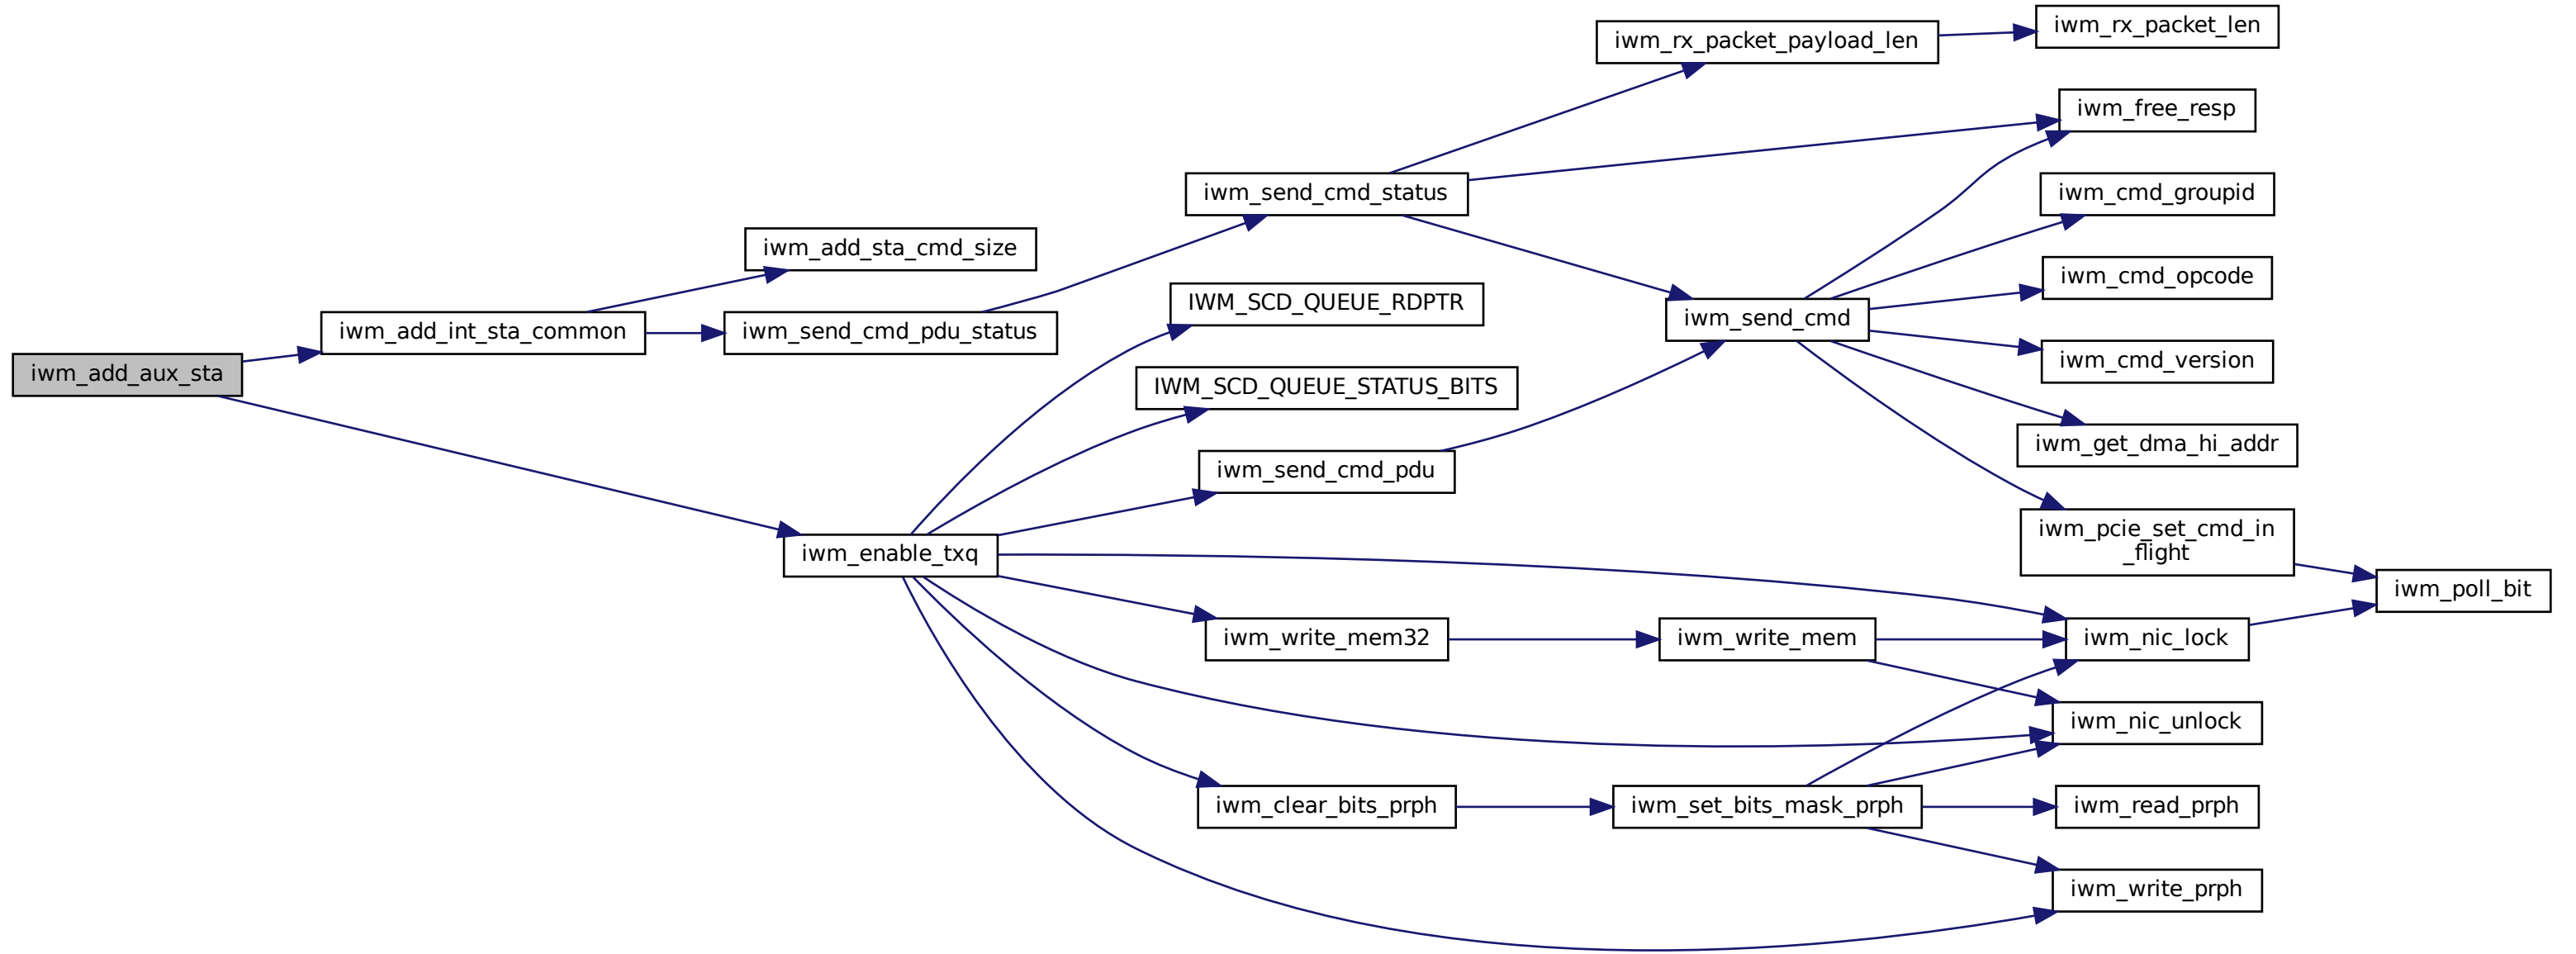 iwm_rx_packet_len
iwm_rx_packet_payload_len
iwm_free_resp
iwm_send_cmd_status
iwm_cmd_groupid
iwm_add_sta_cmd_size
iwm_cmd_opcode
IWM_SCD_QUEUE_RDPTR
iwm_send_cmd
iwm_add_int_sta_common
iwm_send_cmd_pdu_status
iwm_cmd_version
iwm_add_aux_sta
IWM_SCD_QUEUE_STATUS_BITS
iwm_get_dma_hi_addr
iwm_send_cmd_pdu
iwm_pcie_set_cmd_in
_flight
iwm_enable_txq
iwm_poll_bit
iwm_write_mem32
iwm_write_mem
iwm_nic_lock
iwm_nic_unlock
iwm_clear_bits_prph
iwm_set_bits_mask_prph
iwm_read_prph
iwm_write_prph